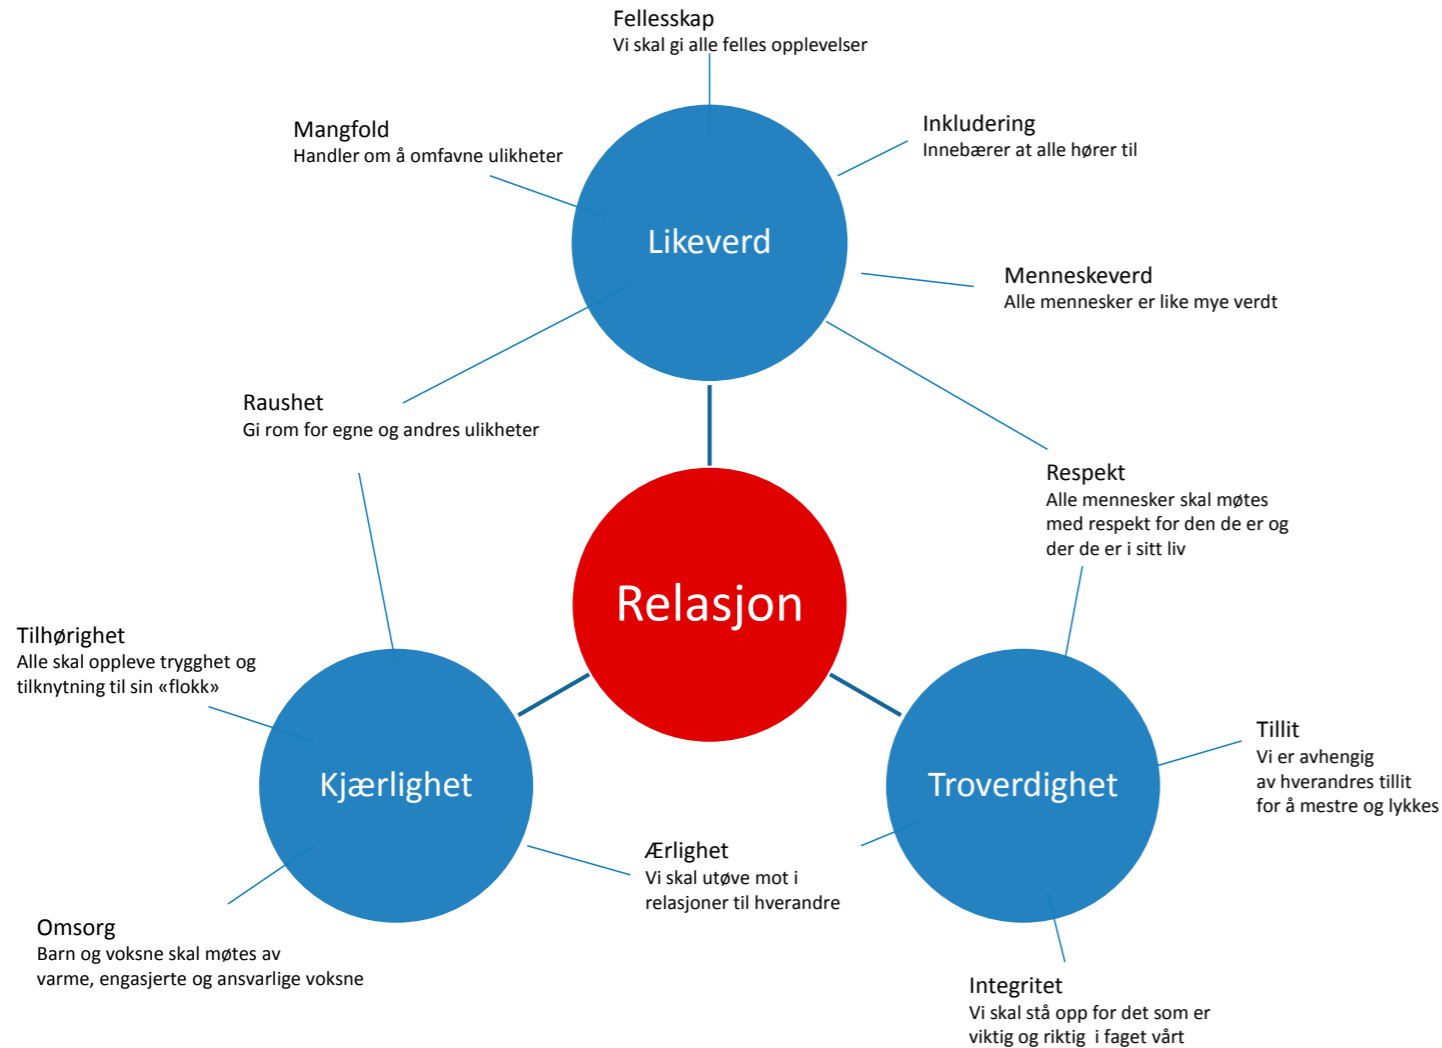 Fellesskap
Vi skal gi alle felles opplevelser
Mangfold
Handler om å omfavne ulikheter
Inkludering
Innebærer at alle hører til
Likeverd
Menneskeverd
Alle mennesker er like mye verdt
Raushet
Gi rom for egne og andres ulikheter
Respekt
Alle mennesker skal møtes
med respekt for den de er og
der de er i sitt liv
Relasjon
Tilhørighet
Alle skal oppleve trygghet og
tilknytning til sin «flokk»
Kjærlighet
Troverdighet
Tillit
Vi er avhengig
av hverandres tillit
for å mestre og lykkes
Ærlighet
Vi skal utøve mot i
relasjoner til hverandre
Omsorg
Barn og voksne skal møtes av
varme, engasjerte og ansvarlige voksne
Integritet
Vi skal stå opp for det som er
viktig og riktig i faget vårt